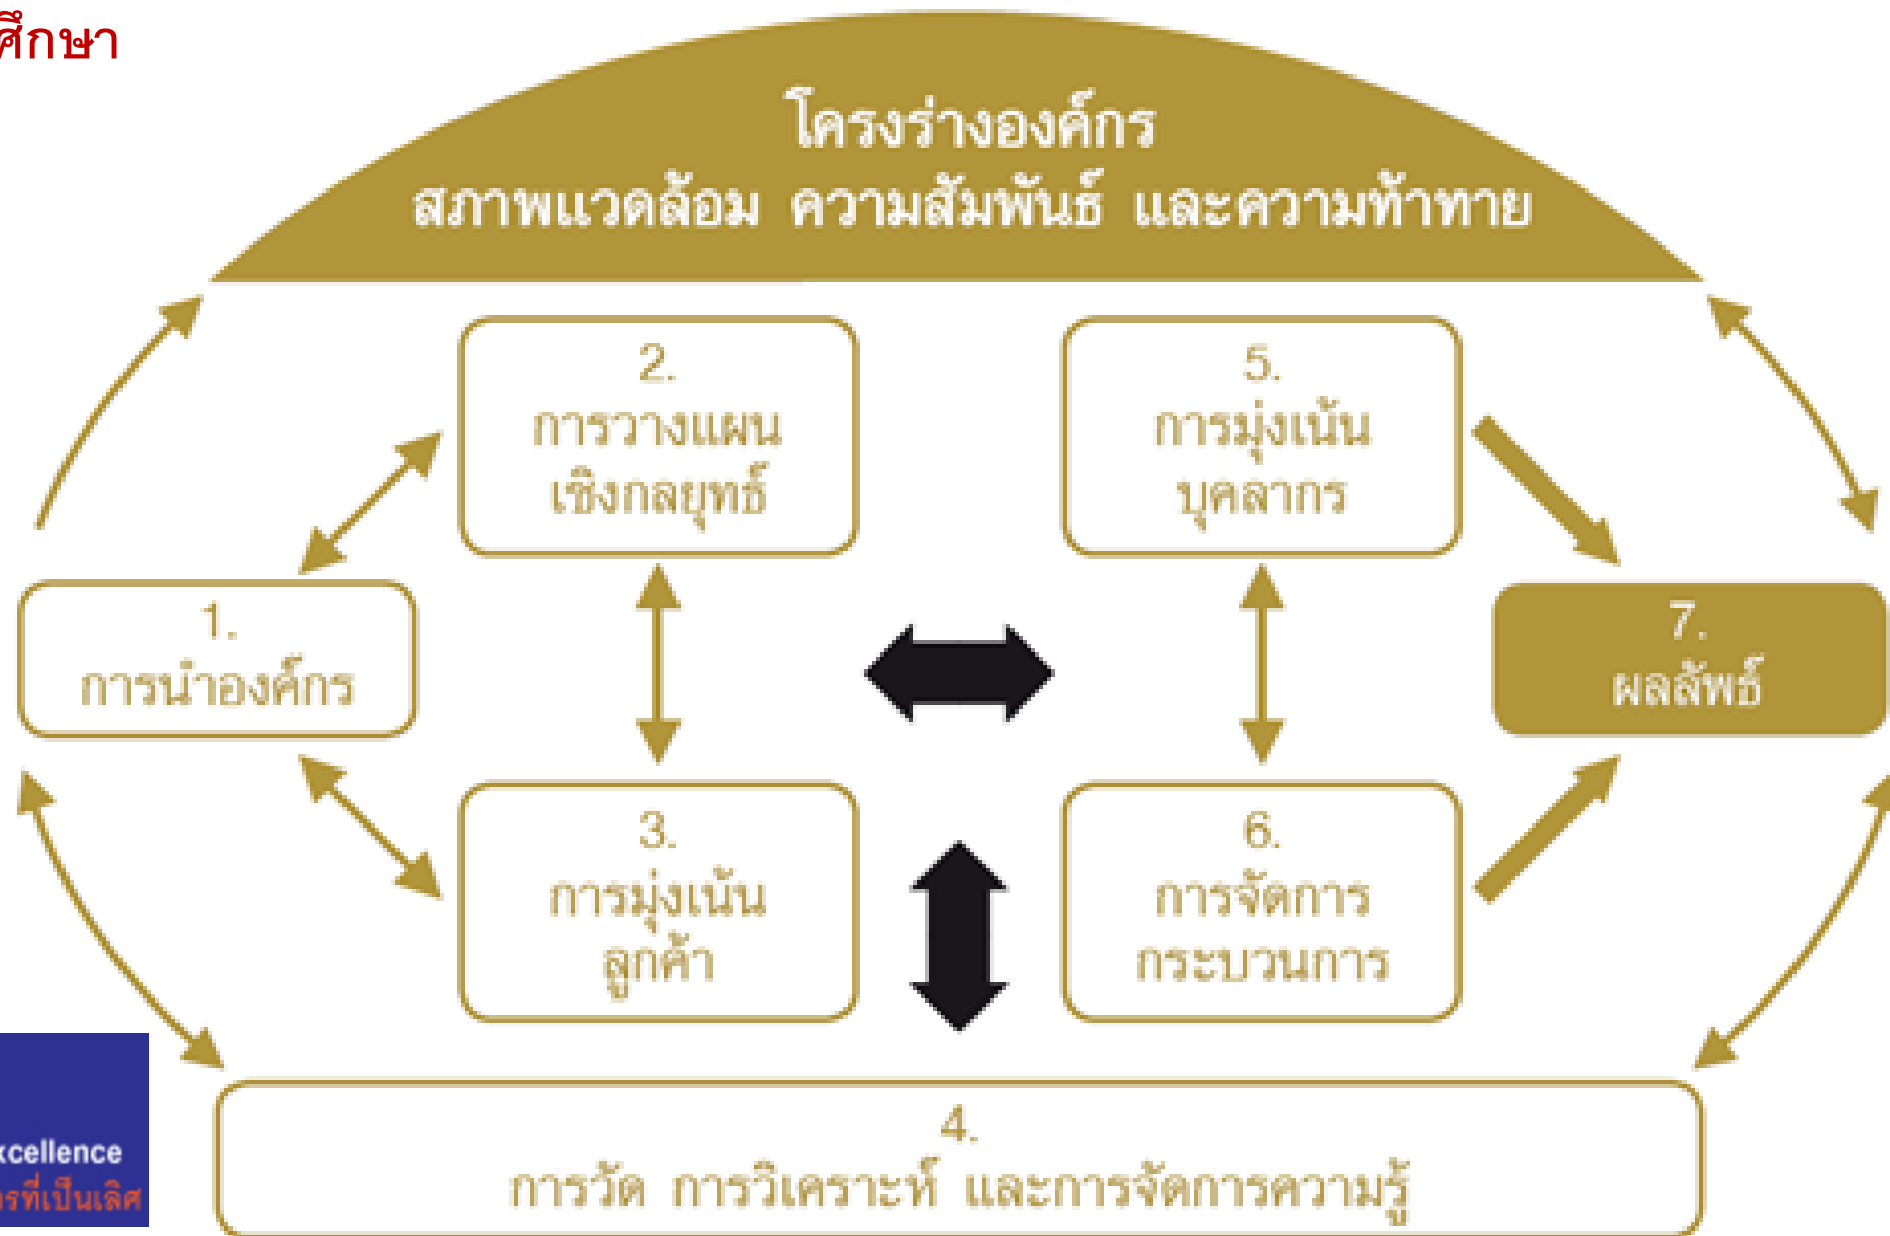 ศึกษา
โครงร่างองค์กร
สภาพแวดล้อม ความสัมพันธ์ และความท้าทาย
2.
การวางแผน
เชิงกลยุทธ์
5.
การมุ่งเน้น
บุคลากร
1.
การนำองค์กร
7.
ผลลัพธ์
3.
การมุ่งเน้น
ลูกค้า
6.
การจัดการ
กระบวนการ
4.
การวัด การวิเคราะห์ และการจัดการความรู้
xcellence
รที่เป็นเลิศ